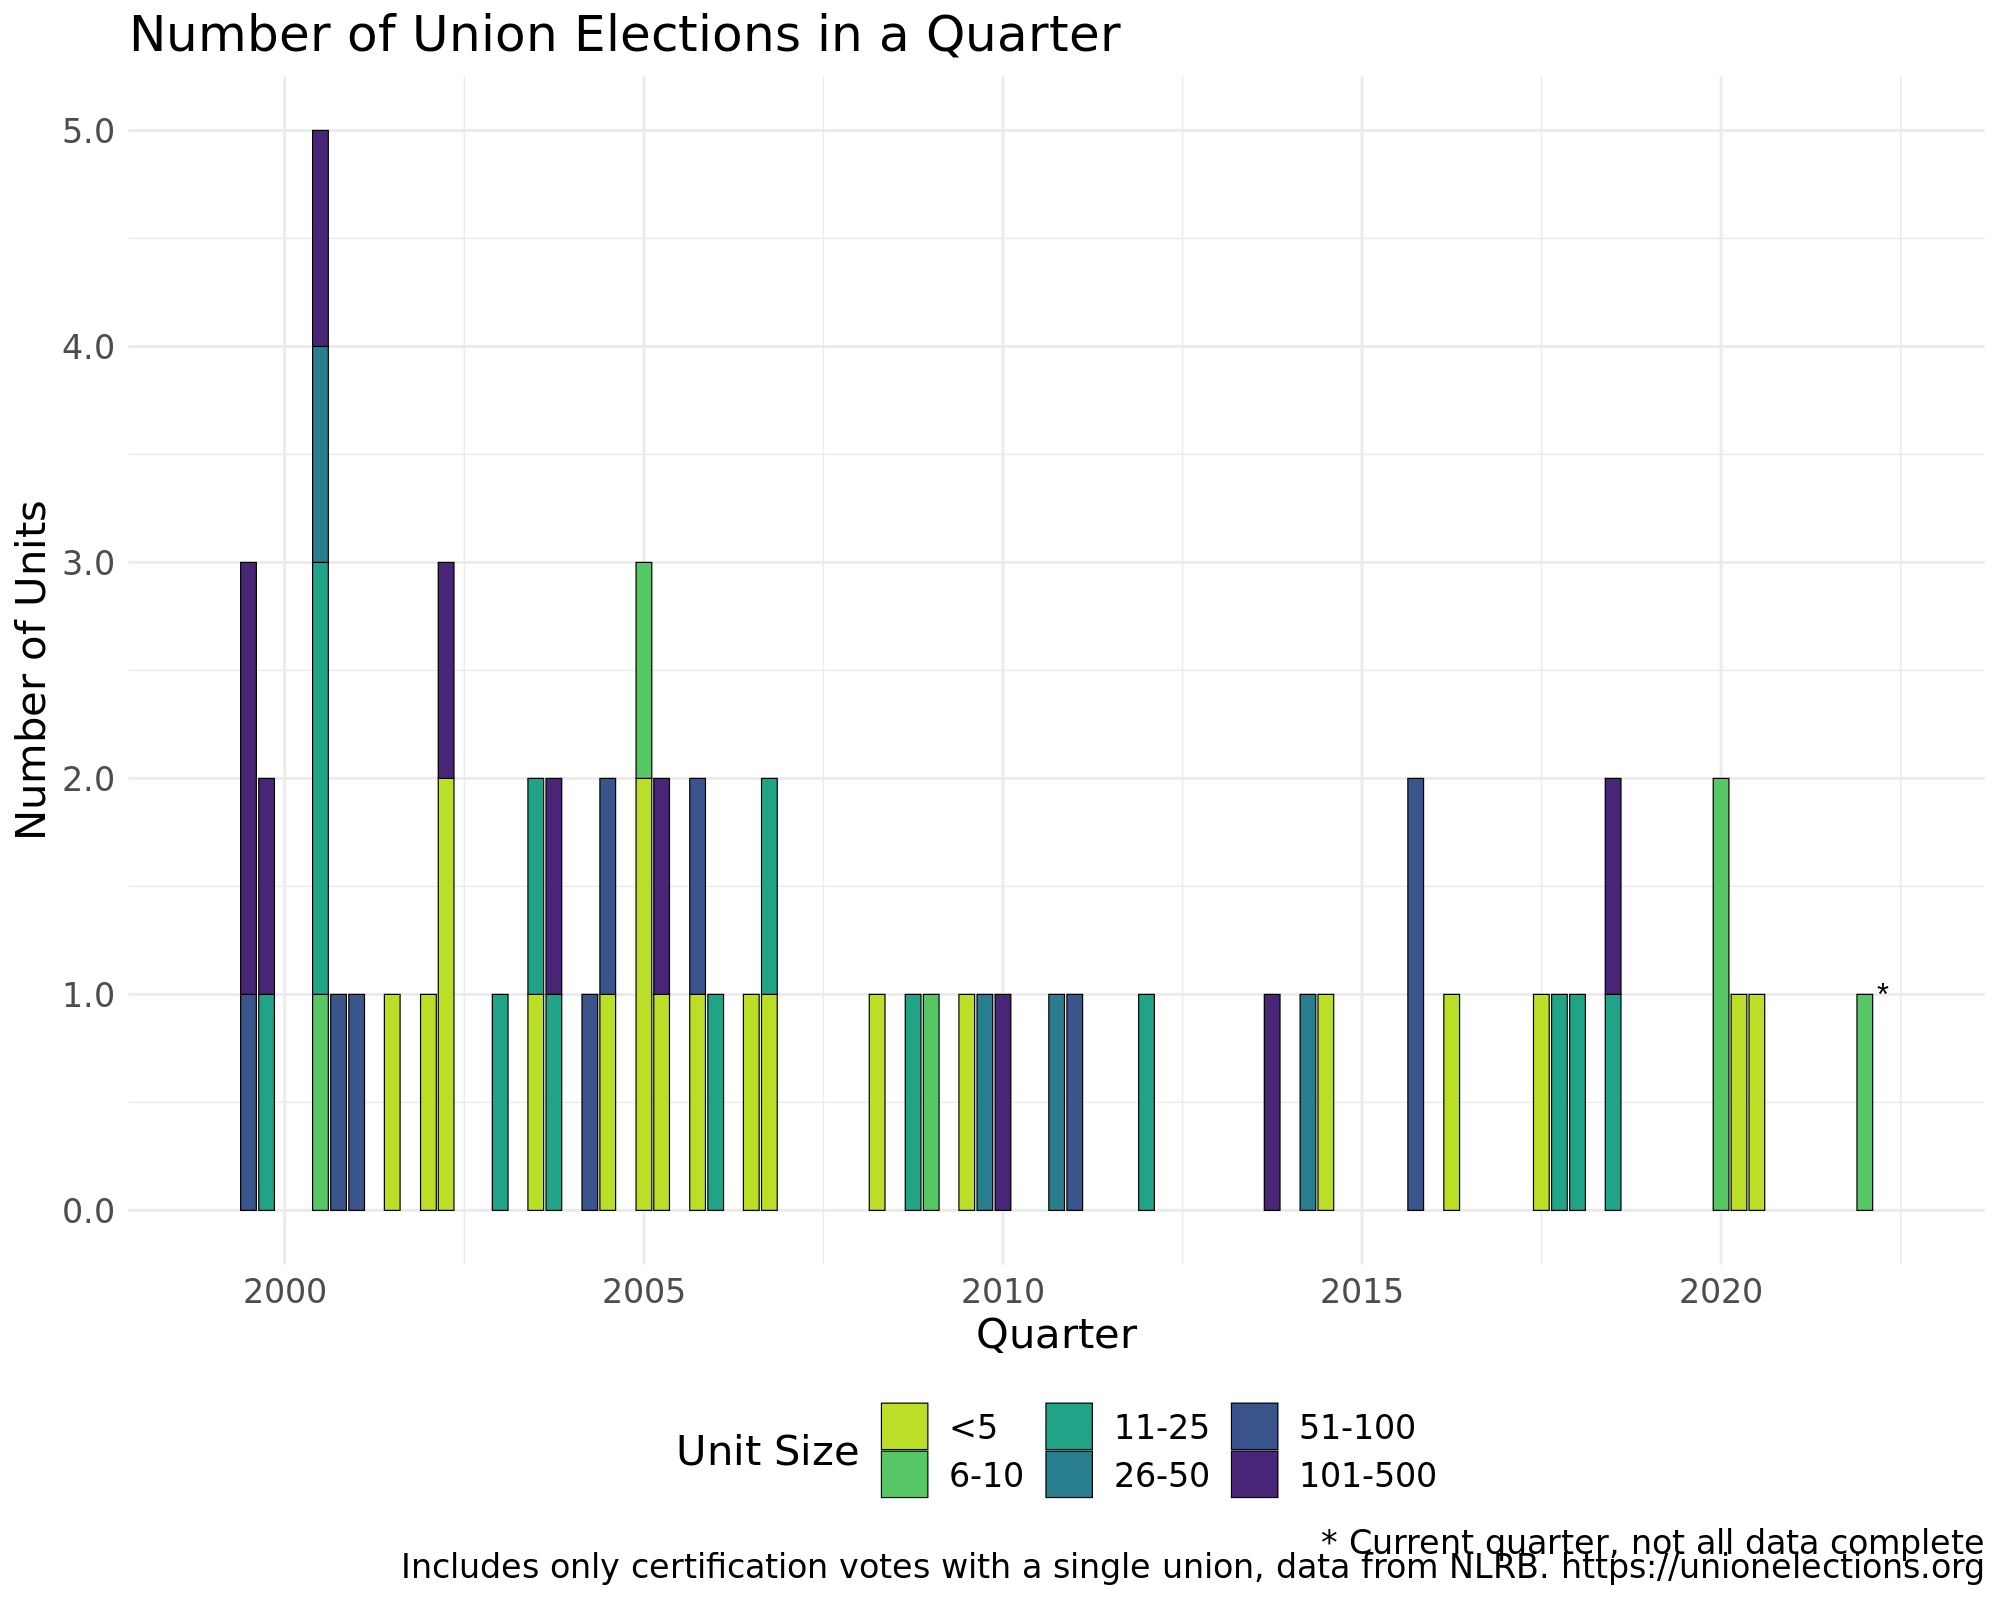 Number of Union Elections in a Quarter
Number of Units
5.0
4.0
3.0
2.0
1.0
0.0
*
2000 2005 2010 2015 2020
Quarter
Unit Size
<5 11-25 51-100
6-10 26-50 101-500
* Current quarter, not all data complete
Includes only certification votes with a single union, data from NLRB. https://unionelections.org